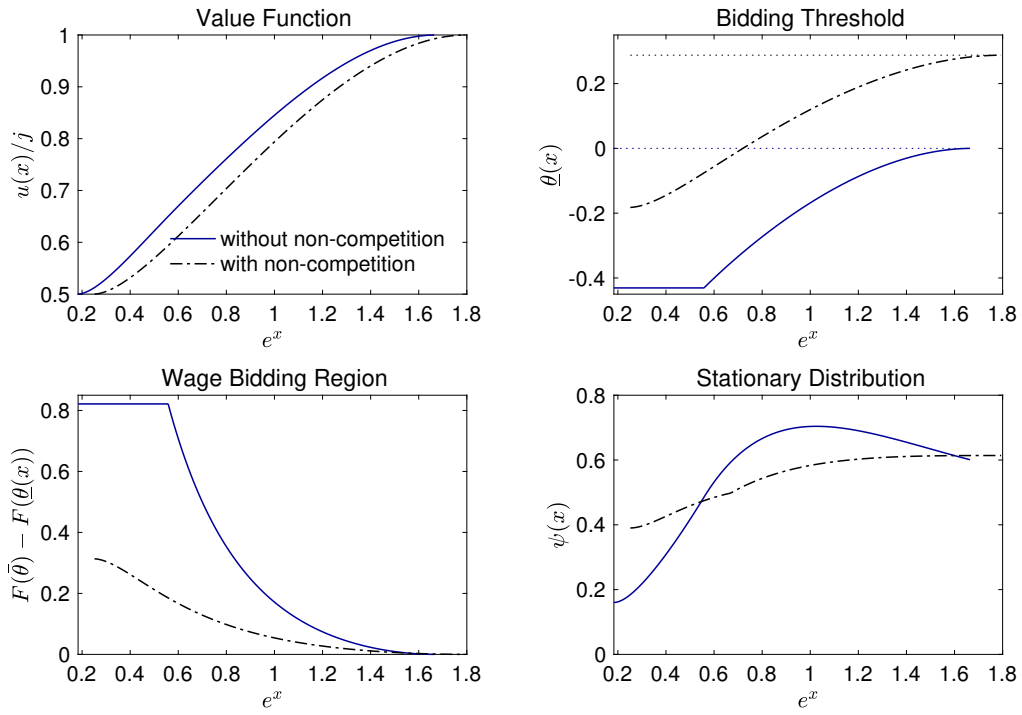 Value Function
1
0.9
0.8
0.7
0.6
0.5
u(x)/j
without non-competition
with non-competition
0.2 0.4 0.6 0.8 1 1.2 1.4 1.6 1.8
e^x
Bidding Threshold
0.2
0
-0.2
-0.4
θ̲(x)
0.2 0.4 0.6 0.8 1 1.2 1.4 1.6 1.8
e^x
Wage Bidding Region
0.8
0.6
0.4
0.2
0
F(θ̄) − F(θ̲(x))
0.2 0.4 0.6 0.8 1 1.2 1.4 1.6 1.8
e^x
Stationary Distribution
0.8
0.6
0.4
0.2
0
ψ(x)
0.2 0.4 0.6 0.8 1 1.2 1.4 1.6 1.8
e^x